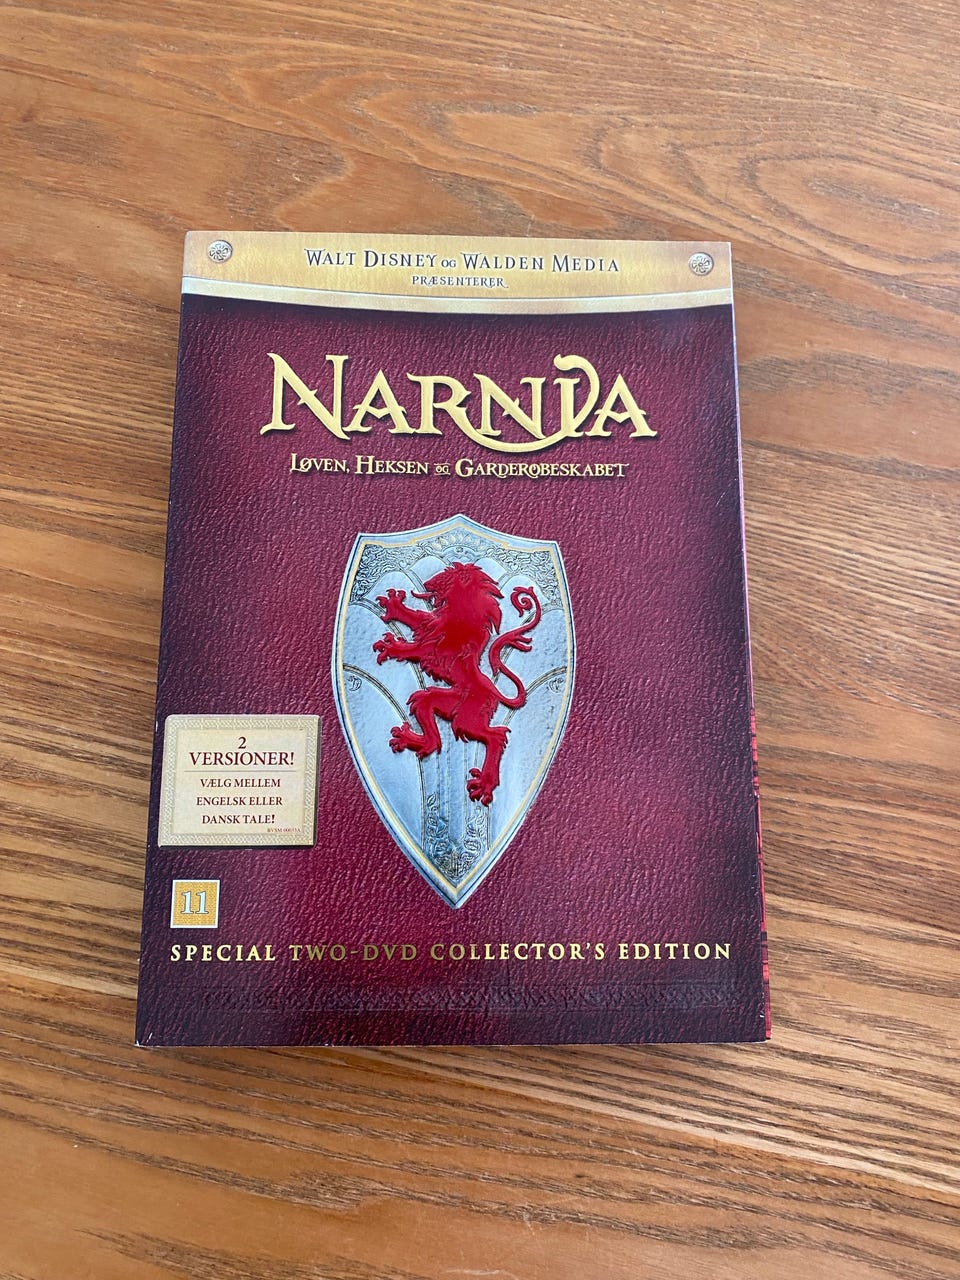 WALT DISNEY OG WALDEN MEDIA
PRÆSENTERER
NARNIA
LØVEN, HEKSEN OG GARDEROBESKABET
2
VERSIONER!
VÆLG MELLEM
ENGELSK ELLER
DANSK TALE!
11
SPECIAL TWO-DVD COLLECTOR'S EDITION